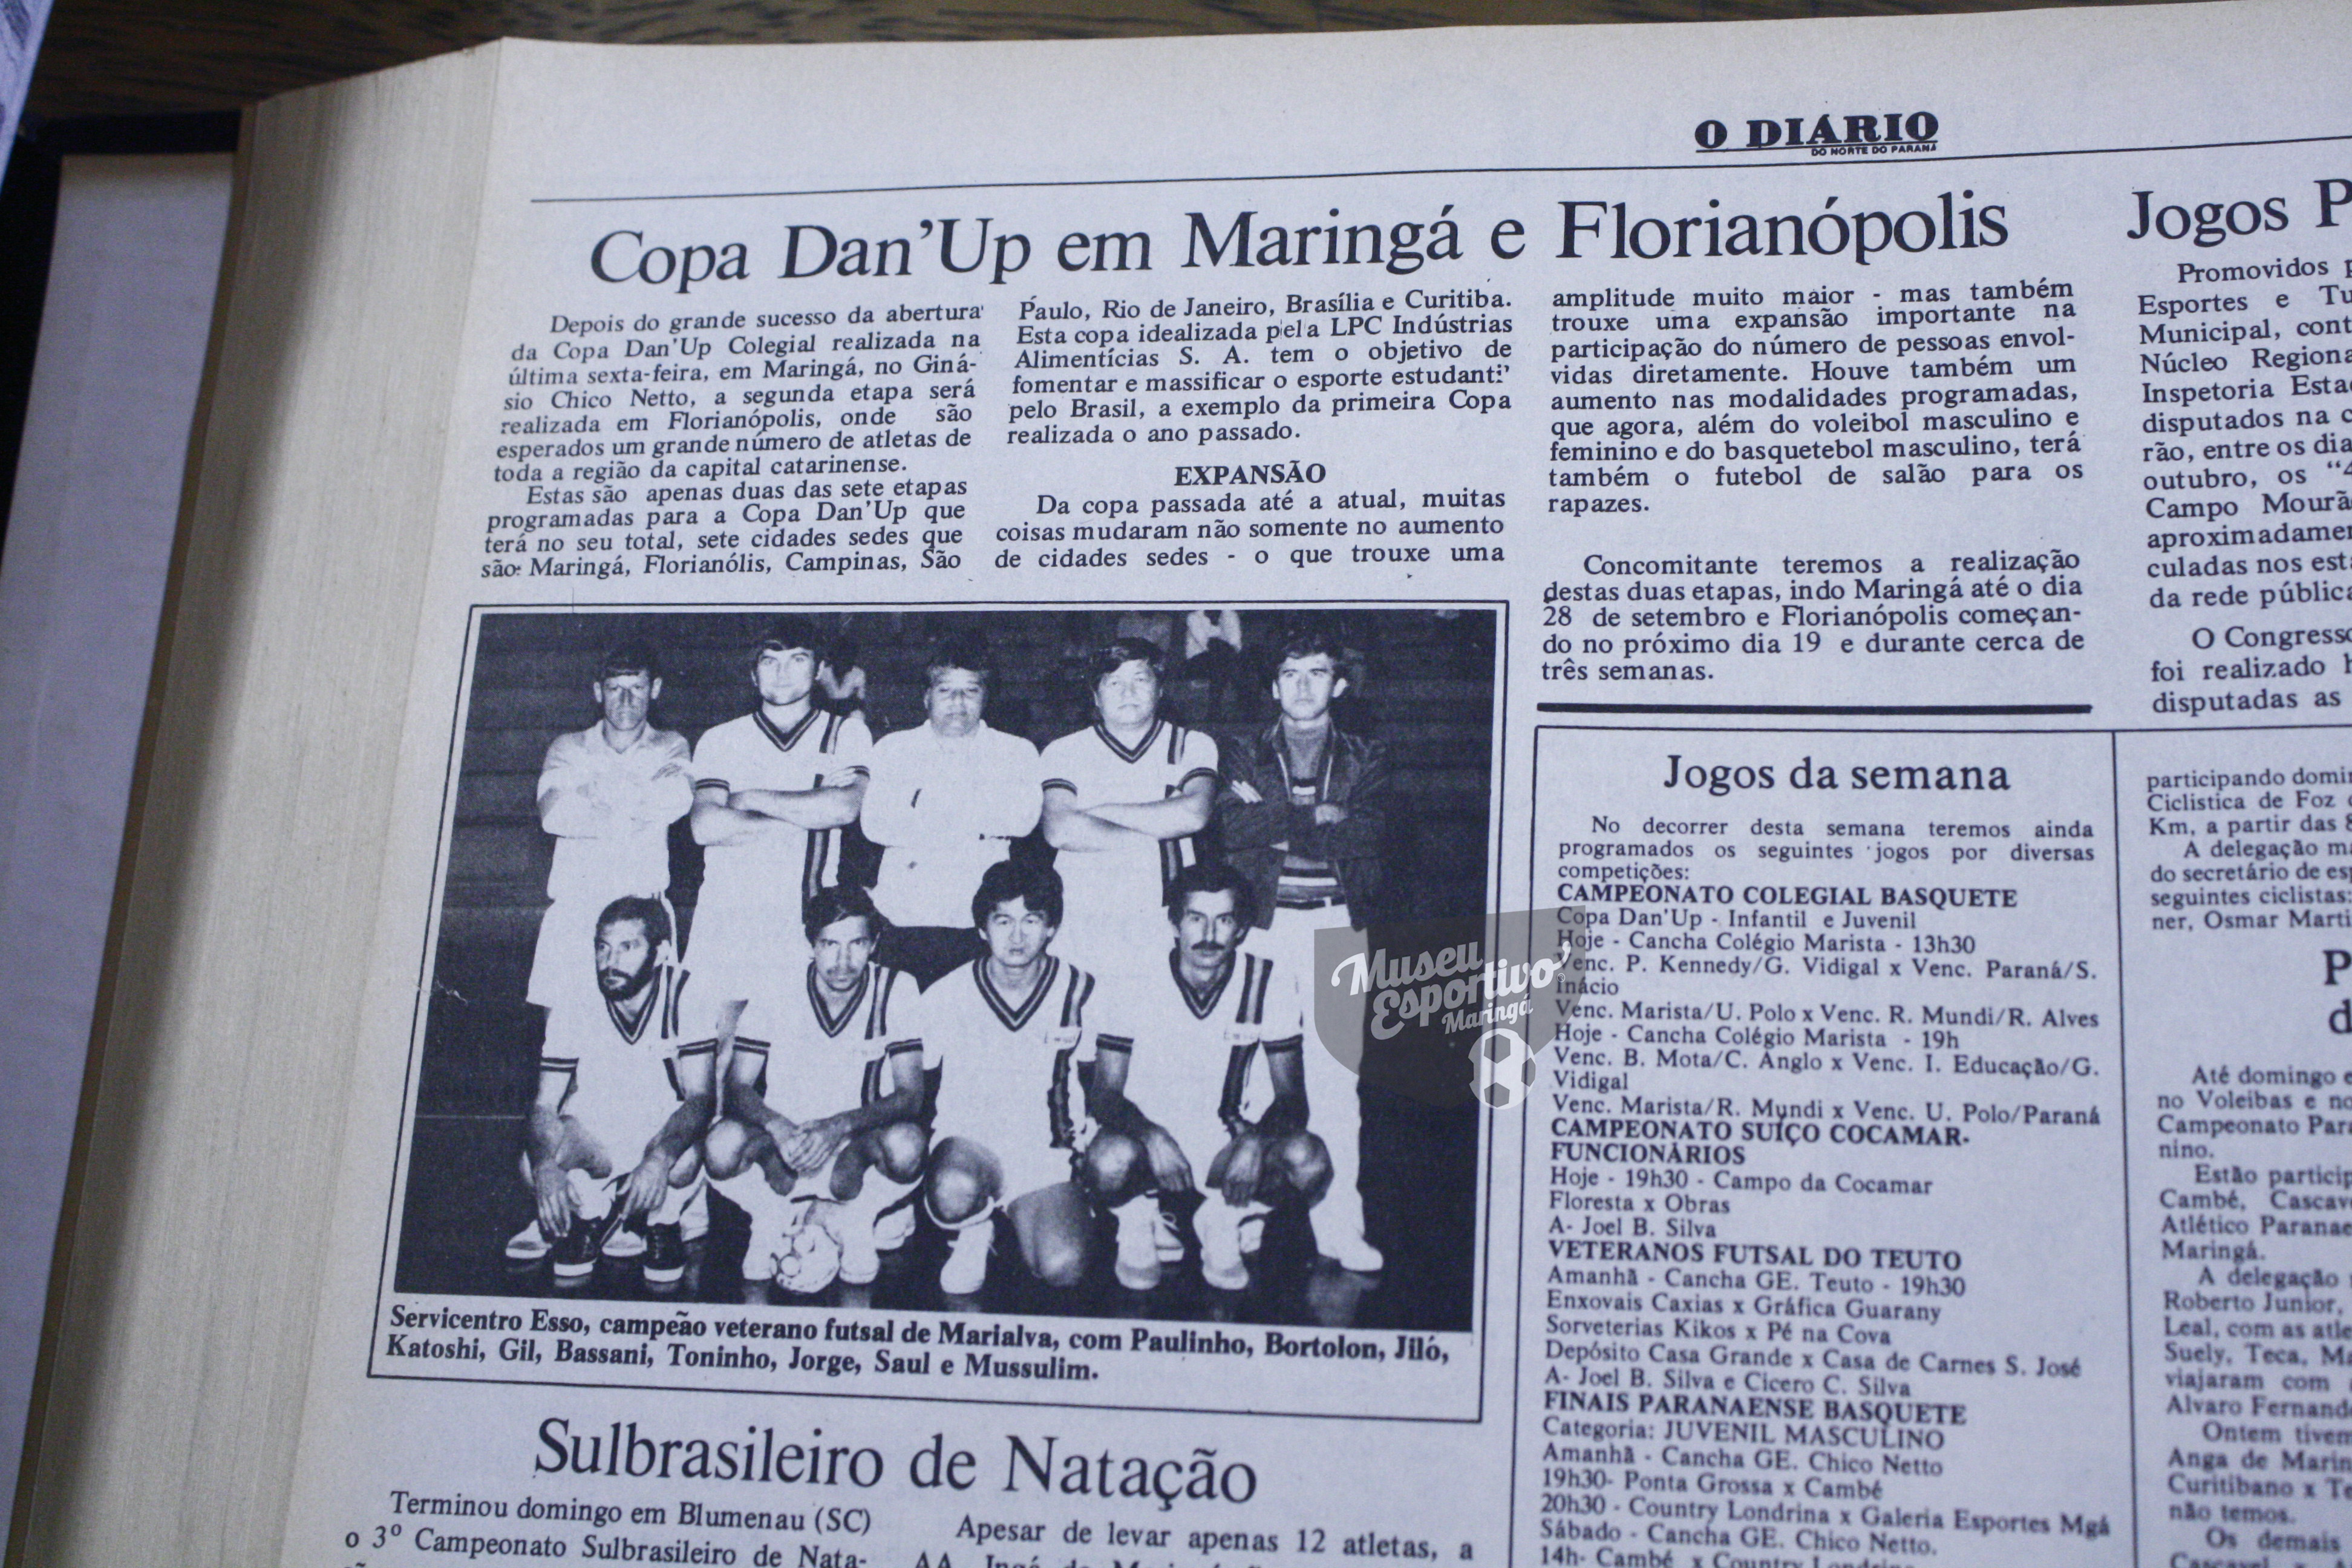 O DIÁRIO
DO NORTE DO PARANÁ
Copa Dan'Up em Maringá e Florianópolis
Depois do grande sucesso da abertura
da Copa Dan'Up Colegial realizada na
última sexta-feira, em Maringá, no Giná-
sio Chico Netto, a segunda etapa será
realizada em Florianópolis, onde são
esperados um grande número de atletas de
toda a região da capital catarinense.
Estas são apenas duas das sete etapas
programadas para a Copa Dan'Up que
terá no seu total, sete cidades sedes que
são: Maringá, Florianólis, Campinas, São
Paulo, Rio de Janeiro, Brasília e Curitiba.
Esta copa idealizada pela LPC Indústrias
Alimentícias S. A. tem o objetivo de
fomentar e massificar o esporte estudanti'
pelo Brasil, a exemplo da primeira Copa
realizada o ano passado.
EXPANSÃO
Da copa passada até a atual, muitas
coisas mudaram não somente no aumento
de cidades sedes - o que trouxe uma
amplitude muito maior - mas também
trouxe uma expansão importante na
participação do número de pessoas envol-
vidas diretamente. Houve também um
aumento nas modalidades programadas,
que agora, além do voleibol masculino e
feminino e do basquetebol masculino, terá
também o futebol de salão para os
rapazes.
Concomitante teremos a realização
destas duas etapas, indo Maringá até o dia
28 de setembro e Florianópolis começan-
do no próximo dia 19 e durante cerca de
três semanas.
Servicentro Esso, campeão veterano futsal de Marialva, com Paulinho, Bortolon, Jiló,
Katoshi, Gil, Bassani, Toninho, Jorge, Saul e Mussulim.
Sulbrasileiro de Natação
Terminou domingo em Blumenau (SC)
o 3º Campeonato Sulbrasileiro de Nata-
Apesar de levar apenas 12 atletas, a
Jogos da semana
No decorrer desta semana teremos ainda
programados os seguintes jogos por diversas
competições:
CAMPEONATO COLEGIAL BASQUETE
Copa Dan'Up - Infantil e Juvenil
Hoje - Cancha Colégio Marista - 13h30
Venc. P. Kennedy/G. Vidigal x Venc. Paraná/S.
Inácio
Venc. Marista/U. Polo x Venc. R. Mundi/R. Alves
Hoje - Cancha Colégio Marista - 19h
Venc. B. Mota/C. Anglo x Venc. I. Educação/G.
Vidigal
Venc. Marista/R. Mundi x Venc. U. Polo/Paraná
CAMPEONATO SUIÇO COCAMAR-
FUNCIONÁRIOS
Hoje - 19h30 - Campo da Cocamar
Floresta x Obras
A- Joel B. Silva
VETERANOS FUTSAL DO TEUTO
Amanhã - Cancha GE. Teuto - 19h30
Enxovais Caxias x Gráfica Guarany
Sorveterias Kikos x Pé na Cova
Depósito Casa Grande x Casa de Carnes S. José
A- Joel B. Silva e Cicero C. Silva
FINAIS PARANAENSE BASQUETE
Categoria: JUVENIL MASCULINO
Amanhã - Cancha GE. Chico Netto
19h30- Ponta Grossa x Cambé
20h30 - Country Londrina x Galeria Esportes Mgá
Sábado - Cancha GE. Chico Netto.
14h- Cambé x Country Londrina
Jogos P
Promovidos p
Esportes e Tu
Municipal, cont
Núcleo Regiona
Inspetoria Esta
disputados na c
rão, entre os dia
outubro, os "4
Campo Mourã
aproximadamen
culadas nos est
da rede pública
O Congresso
foi realizado h
disputadas as
participando domin
Ciclistica de Foz
Km, a partir das 8
A delegação ma
do secretário de esp
seguintes ciclistas:
ner, Osmar Marti
P
d
Até domingo e
no Voleibas e no
Campeonato Para
nino.
Estão particip
Cambé, Cascav
Atlético Paranae
Maringá.
A delegação
Roberto Junior,
Leal, com as atle
Suely, Teca, Ma
viajaram com
Alvaro Fernand
Ontem tivem
Anga de Marin
Curitibano x Te
não temos.
Os demais
Museu
Esportivo
Maringá